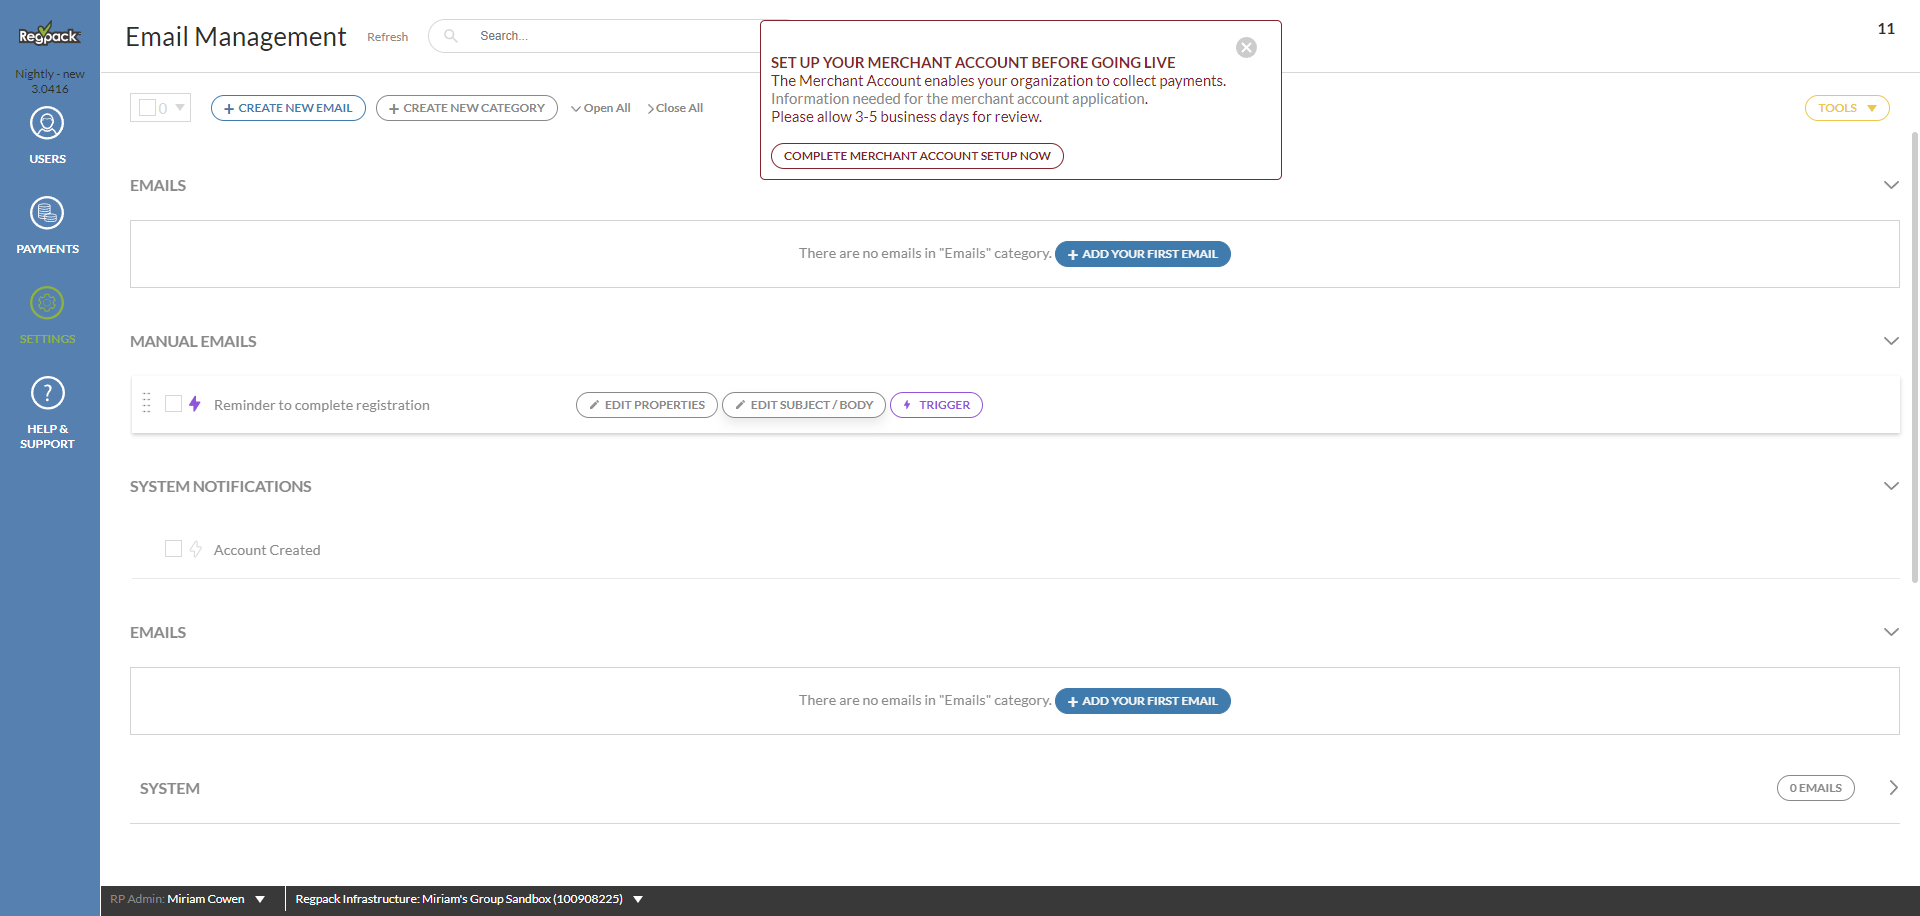 Regpack
Nightly - new
3.0416
USERS
PAYMENTS
SETTINGS
?
HELP &
SUPPORT
Email Management
Refresh
Search...
11
SET UP YOUR MERCHANT ACCOUNT BEFORE GOING LIVE
The Merchant Account enables your organization to collect payments.
Information needed for the merchant account application.
Please allow 3-5 business days for review.
COMPLETE MERCHANT ACCOUNT SETUP NOW
0
+ CREATE NEW EMAIL
+ CREATE NEW CATEGORY
Open All
Close All
TOOLS
EMAILS
There are no emails in "Emails" category.
+ ADD YOUR FIRST EMAIL
MANUAL EMAILS
Reminder to complete registration
EDIT PROPERTIES
EDIT SUBJECT / BODY
TRIGGER
SYSTEM NOTIFICATIONS
Account Created
EMAILS
There are no emails in "Emails" category.
+ ADD YOUR FIRST EMAIL
SYSTEM
0 EMAILS
RP Admin: Miriam Cowen
Regpack Infrastructure: Miriam's Group Sandbox (100908225)